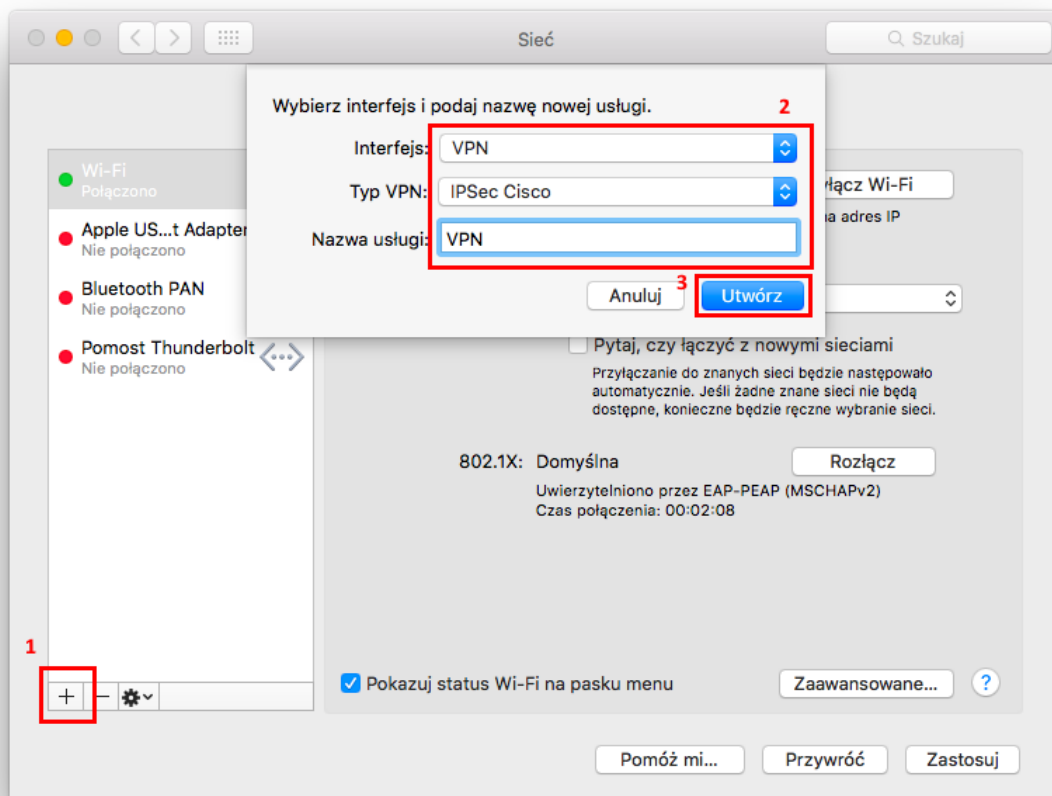 Sieć
Szukaj
Wybierz interfejs i podaj nazwę nowej usługi.
2
Interfejs: VPN
Typ VPN: IPSec Cisco
Nazwa usługi: VPN
3
Anuluj
Utwórz
Wi-Fi
Połączono
Apple US...t Adapter
Nie połączono
Bluetooth PAN
Nie połączono
Pomost Thunderbolt
Nie połączono
Wi-Fi
adres IP
Pytaj, czy łączyć z nowymi sieciami
Przyłączanie do znanych sieci będzie następowało
automatycznie. Jeśli żadne znane sieci nie będą
dostępne, konieczne będzie ręczne wybranie sieci.
802.1X: Domyślna
Rozłącz
Uwierzytelniono przez EAP-PEAP (MSCHAPv2)
Czas połączenia: 00:02:08
1
Pokazuj status Wi-Fi na pasku menu
Zaawansowane...
?
Pomóż mi...
Przywróć
Zastosuj